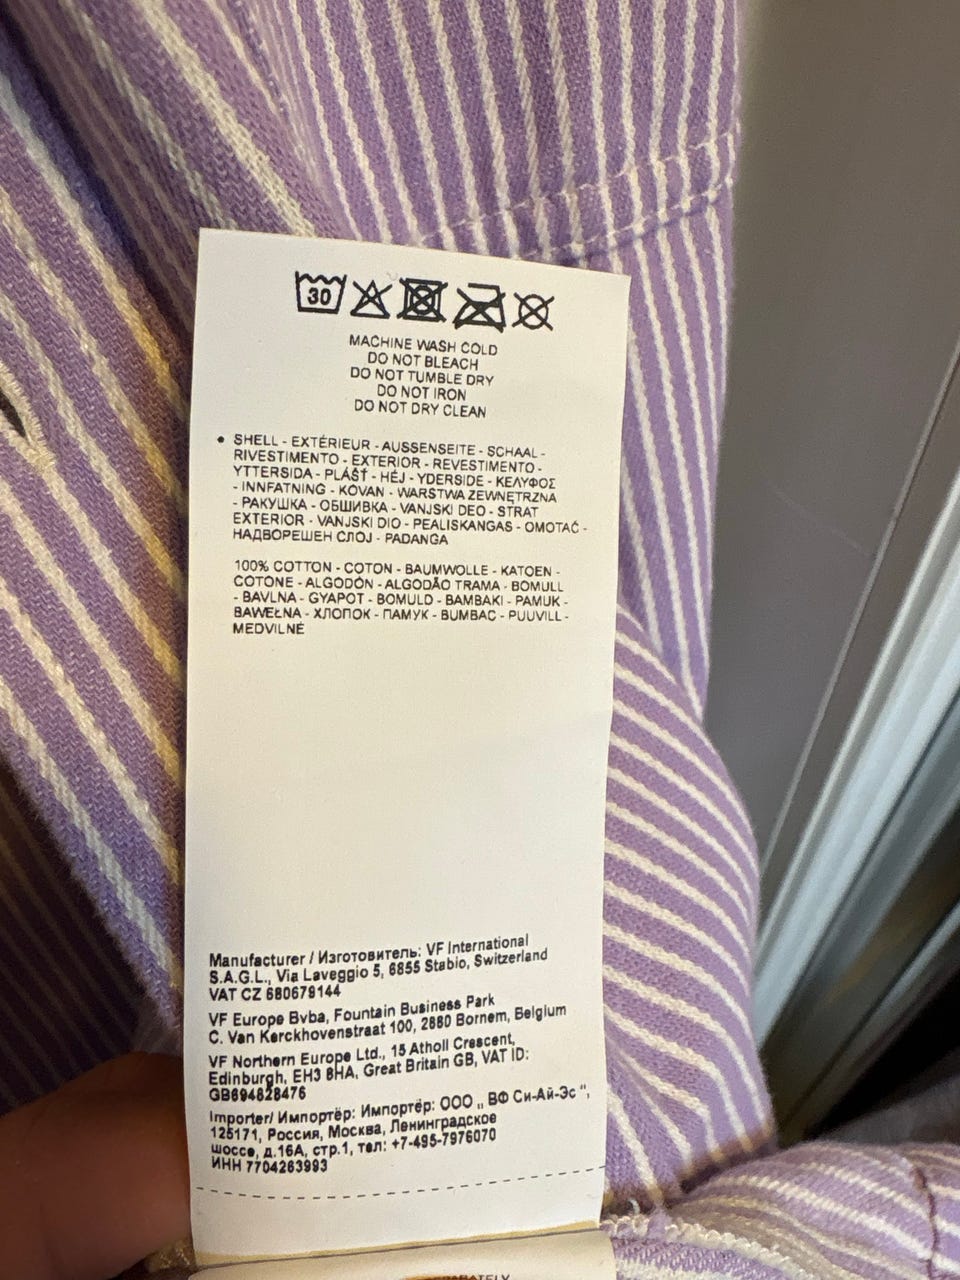 30
MACHINE WASH COLD
DO NOT BLEACH
DO NOT TUMBLE DRY
DO NOT IRON
DO NOT DRY CLEAN
• SHELL - EXTÉRIEUR - AUSSENSEITE - SCHAAL -
RIVESTIMENTO - EXTERIOR - REVESTIMENTO -
YTTERSIDA - PLÁŠŤ - HÉJ - YDERSIDE - ΚΕΛΥΦΟΣ
- INNFATNING - KOVAN - WARSTWA ZEWNĘTRZNA
- РАКУШКА - ОБШИВКА - VANJSKI DEO - STRAT
EXTERIOR - VANJSKI DIO - PEALISKANGAS - OMOTAČ -
НАДВОРЕШЕН СЛОЈ - PADANGA
100% COTTON - COTON - BAUMWOLLE - KATOEN -
COTONE - ALGODÓN - ALGODÃO TRAMA - BOMULL
- BAVLNA - GYAPOT - BOMULD - BAMBAKI - PAMUK -
BAWEŁNA - ХЛОПОК - ПАМУК - BUMBAC - PUUVILL -
MEDVILNĖ
Manufacturer / Изготовитель: VF International
S.A.G.L., Via Laveggio 5, 6855 Stabio, Switzerland
VAT CZ 680679144
VF Europe Bvba, Fountain Business Park
C. Van Kerckhovenstraat 100, 2880 Bornem, Belgium
VF Northern Europe Ltd., 15 Atholl Crescent,
Edinburgh, EH3 8HA, Great Britain GB, VAT ID:
GB694828476
Importer/ Импортёр: Импортёр: ООО „ ВФ Си-Ай-Эс “,
125171, Россия, Москва, Ленинградское
шоссе, д.16А, стр.1, тел: +7-495-7976070
ИНН 7704263993